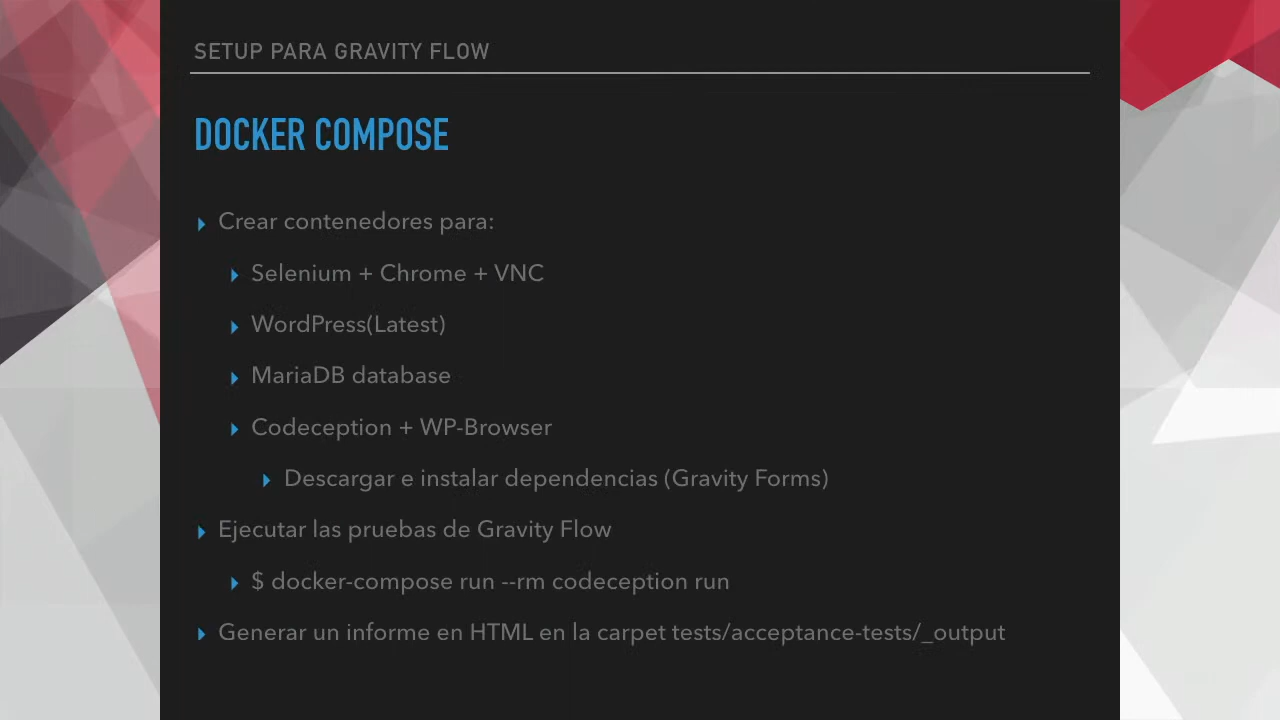 SETUP PARA GRAVITY FLOW
DOCKER COMPOSE
Crear contenedores para:
Selenium + Chrome + VNC
WordPress(Latest)
MariaDB database
Codeception + WP-Browser
Descargar e instalar dependencias (Gravity Forms)
Ejecutar las pruebas de Gravity Flow
$ docker-compose run --rm codeception run
Generar un informe en HTML en la carpet tests/acceptance-tests/_output